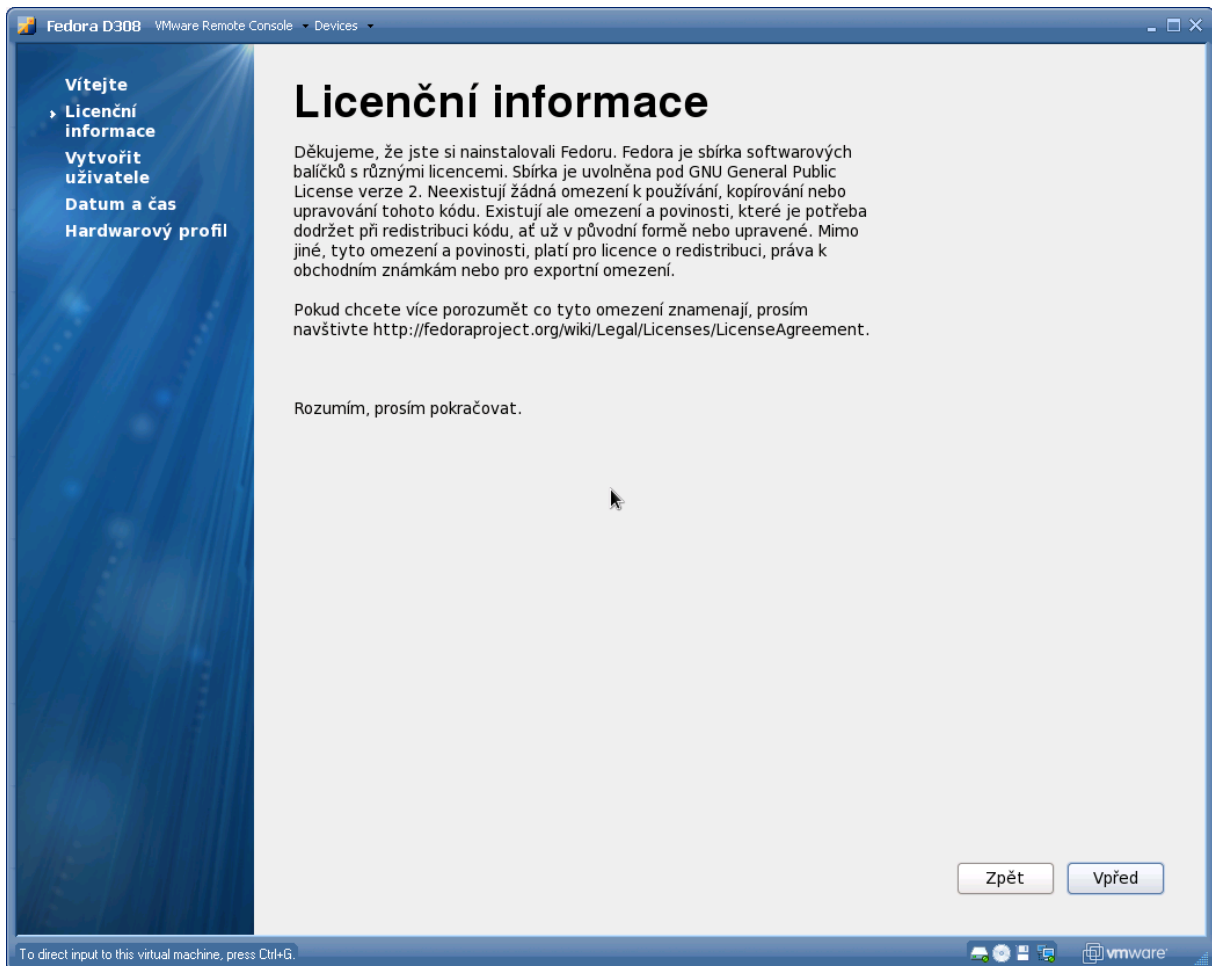 Fedora D308 VMware Remote Console Devices
Vítejte
Licenční
informace
Vytvořit
uživatele
Datum a čas
Hardwarový profil
Licenční informace
Děkujeme, že jste si nainstalovali Fedoru. Fedora je sbírka softwarových
balíčků s různými licencemi. Sbírka je uvolněna pod GNU General Public
License verze 2. Neexistují žádná omezení k používání, kopírování nebo
upravování tohoto kódu. Existují ale omezení a povinosti, které je potřeba
dodržet při redistribuci kódu, ať už v původní formě nebo upravené. Mimo
jiné, tyto omezení a povinosti, platí pro licence o redistribuci, práva k
obchodním známkám nebo pro exportní omezení.
Pokud chcete více porozumět co tyto omezení znamenají, prosím
navštivte http://fedoraproject.org/wiki/Legal/Licenses/LicenseAgreement.
Rozumím, prosím pokračovat.
Zpět Vpřed
To direct input to this virtual machine, press Ctrl+G.
vmware